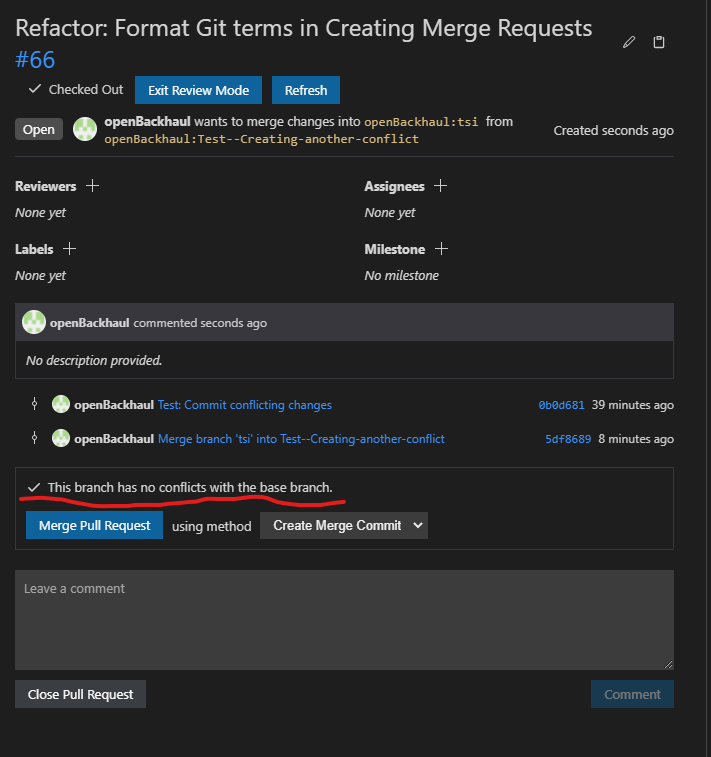 Refactor: Format Git terms in Creating Merge Requests
#66
Checked Out Exit Review Mode Refresh
Open openBackhaul wants to merge changes into openBackhaul:tsi from
openBackhaul:Test--Creating-another-conflict
Created seconds ago
Reviewers
None yet
Assignees
None yet
Labels
None yet
Milestone
No milestone
openBackhaul commented seconds ago
No description provided.
openBackhaul Test: Commit conflicting changes 0b0d681 39 minutes ago
openBackhaul Merge branch 'tsi' into Test--Creating-another-conflict 5df8689 8 minutes ago
This branch has no conflicts with the base branch.
Merge Pull Request using method Create Merge Commit
Leave a comment
Close Pull Request Comment